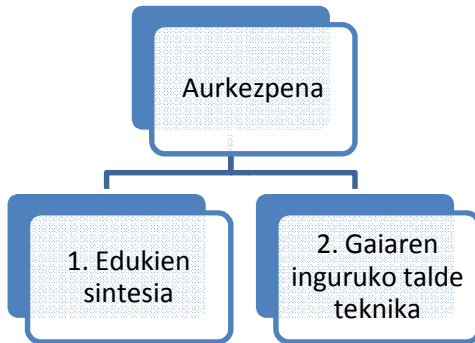 Aurkezpena
1. Edukien
sintesia
2. Gaiaren
inguruko talde
teknika